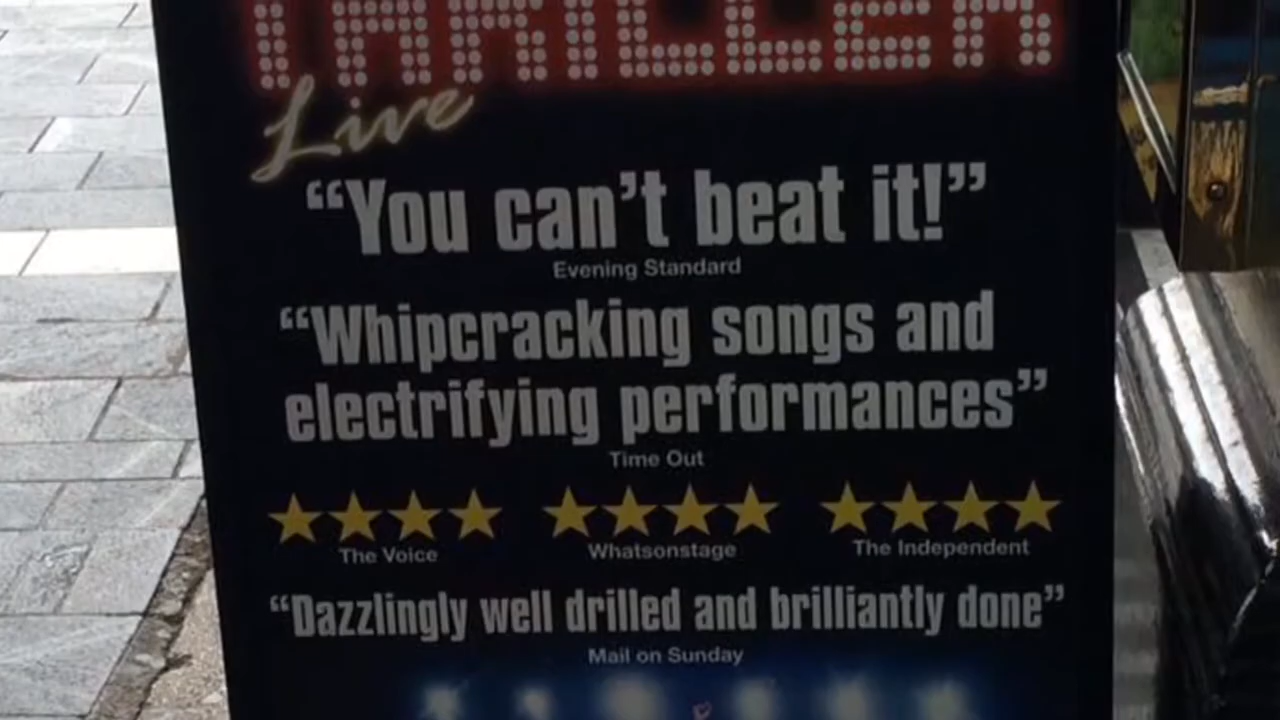 THRILLER
Live
“You can’t beat it!”
Evening Standard
“Whipcracking songs and
electrifying performances”
Time Out
The Voice
Whatsonstage
The Independent
“Dazzlingly well drilled and brilliantly done”
Mail on Sunday